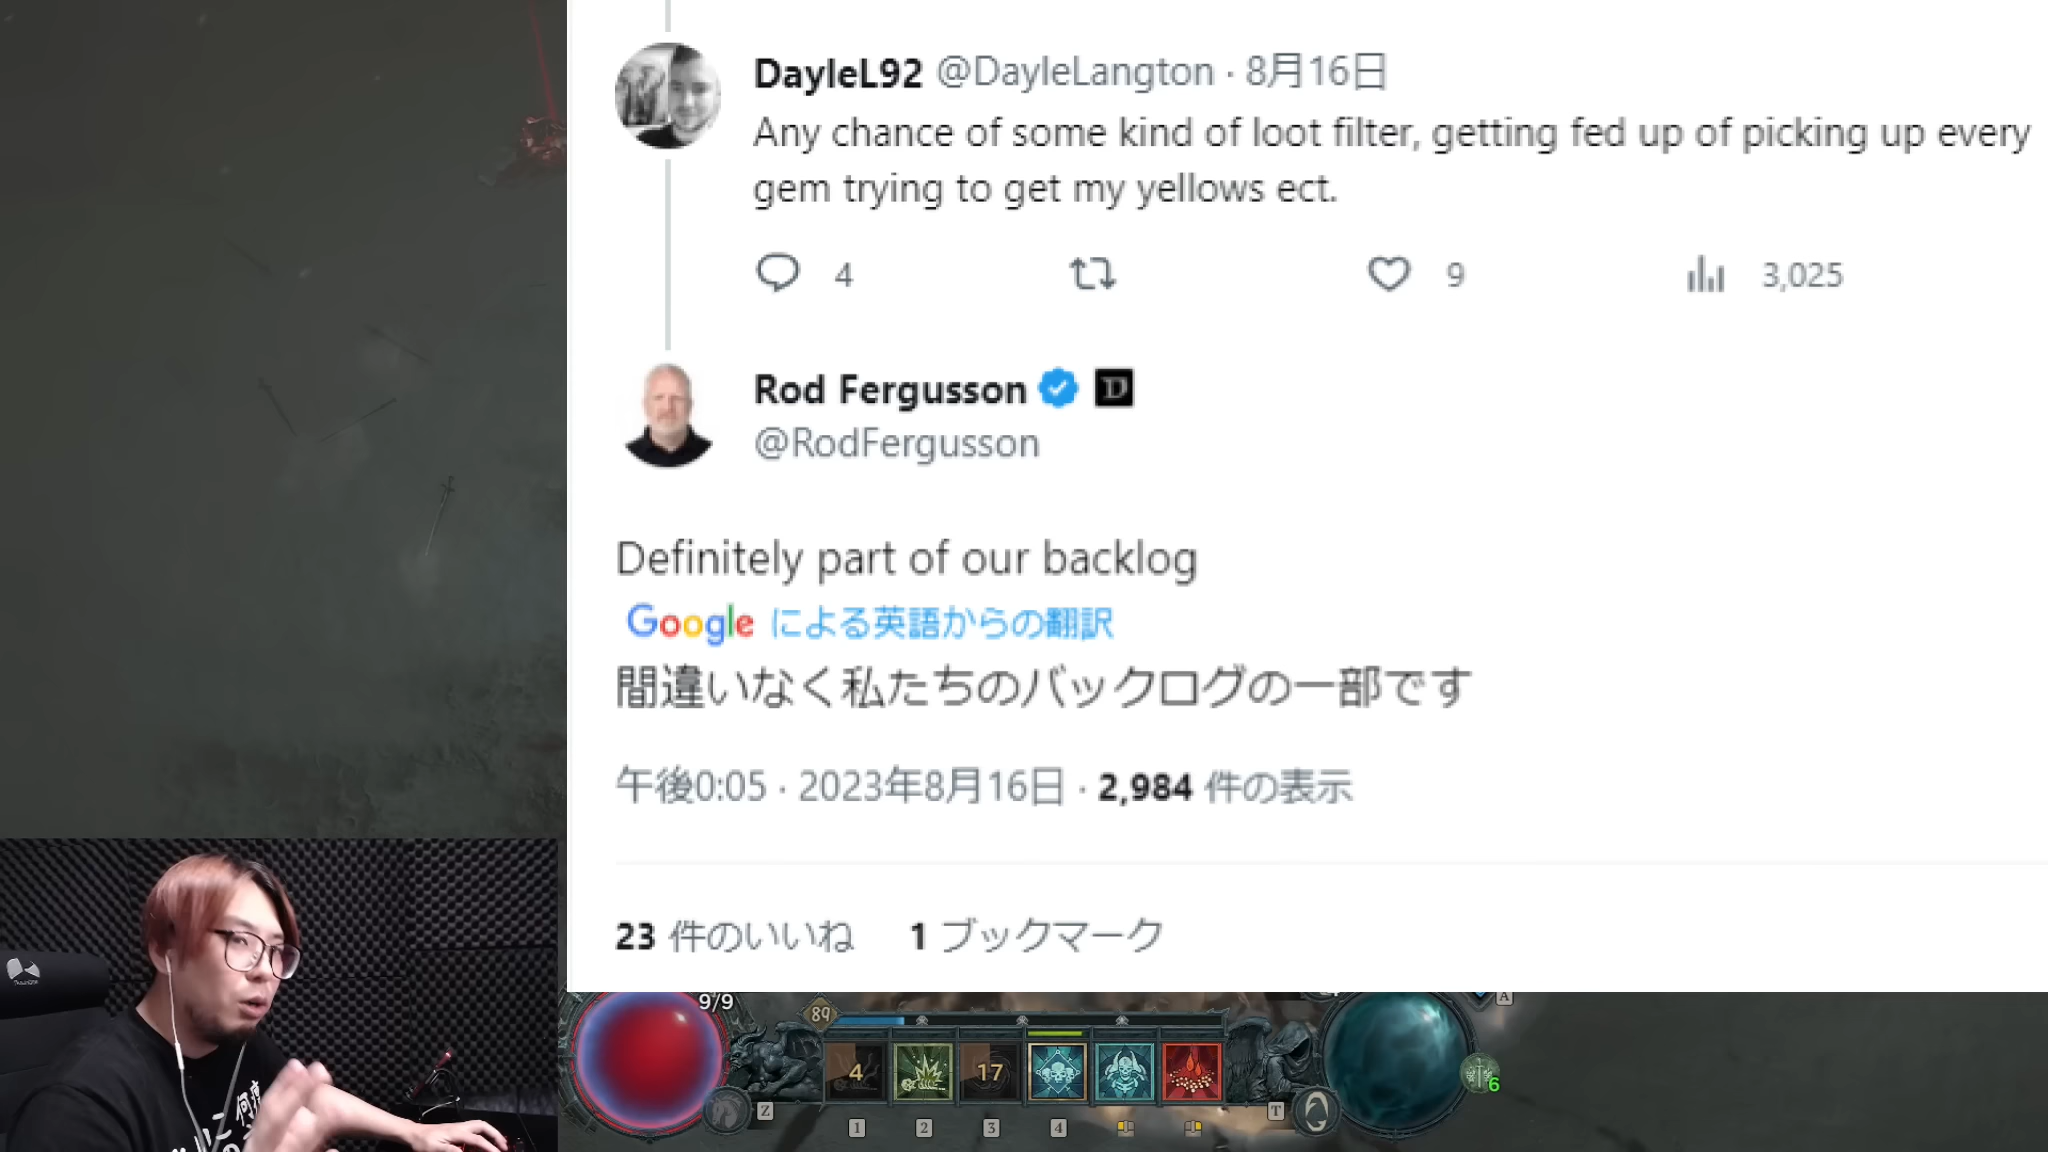 DayleL92 @DayleLangton · 8月16日
Any chance of some kind of loot filter, getting fed up of picking up every
gem trying to get my yellows ect.
4 9 3,025
Rod Fergusson
@RodFergusson
Definitely part of our backlog
Google による英語からの翻訳
間違いなく私たちのバックログの一部です
午後0:05 · 2023年8月16日 · 2,984 件の表示
23 件のいいね 1 ブックマーク
9/9
89
A
4 17
6
Z T
1 2 3 4